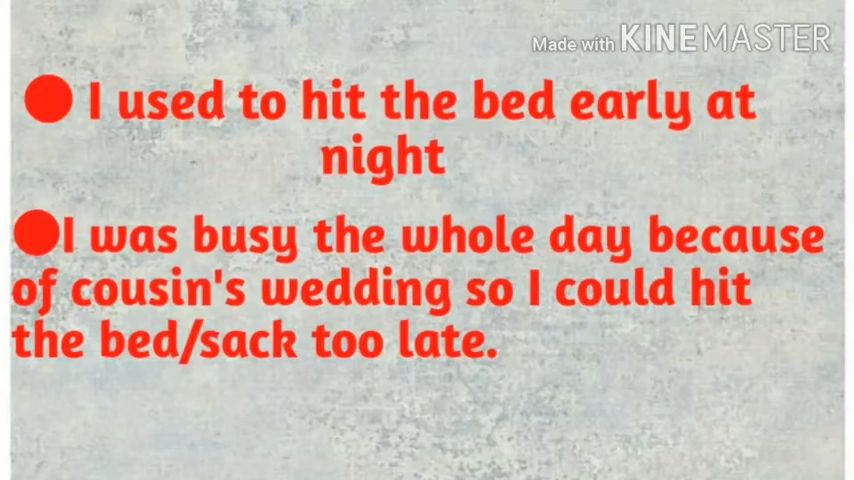 Made with KINEMASTER
I used to hit the bed early at
night
I was busy the whole day because
of cousin's wedding so I could hit
the bed/sack too late.